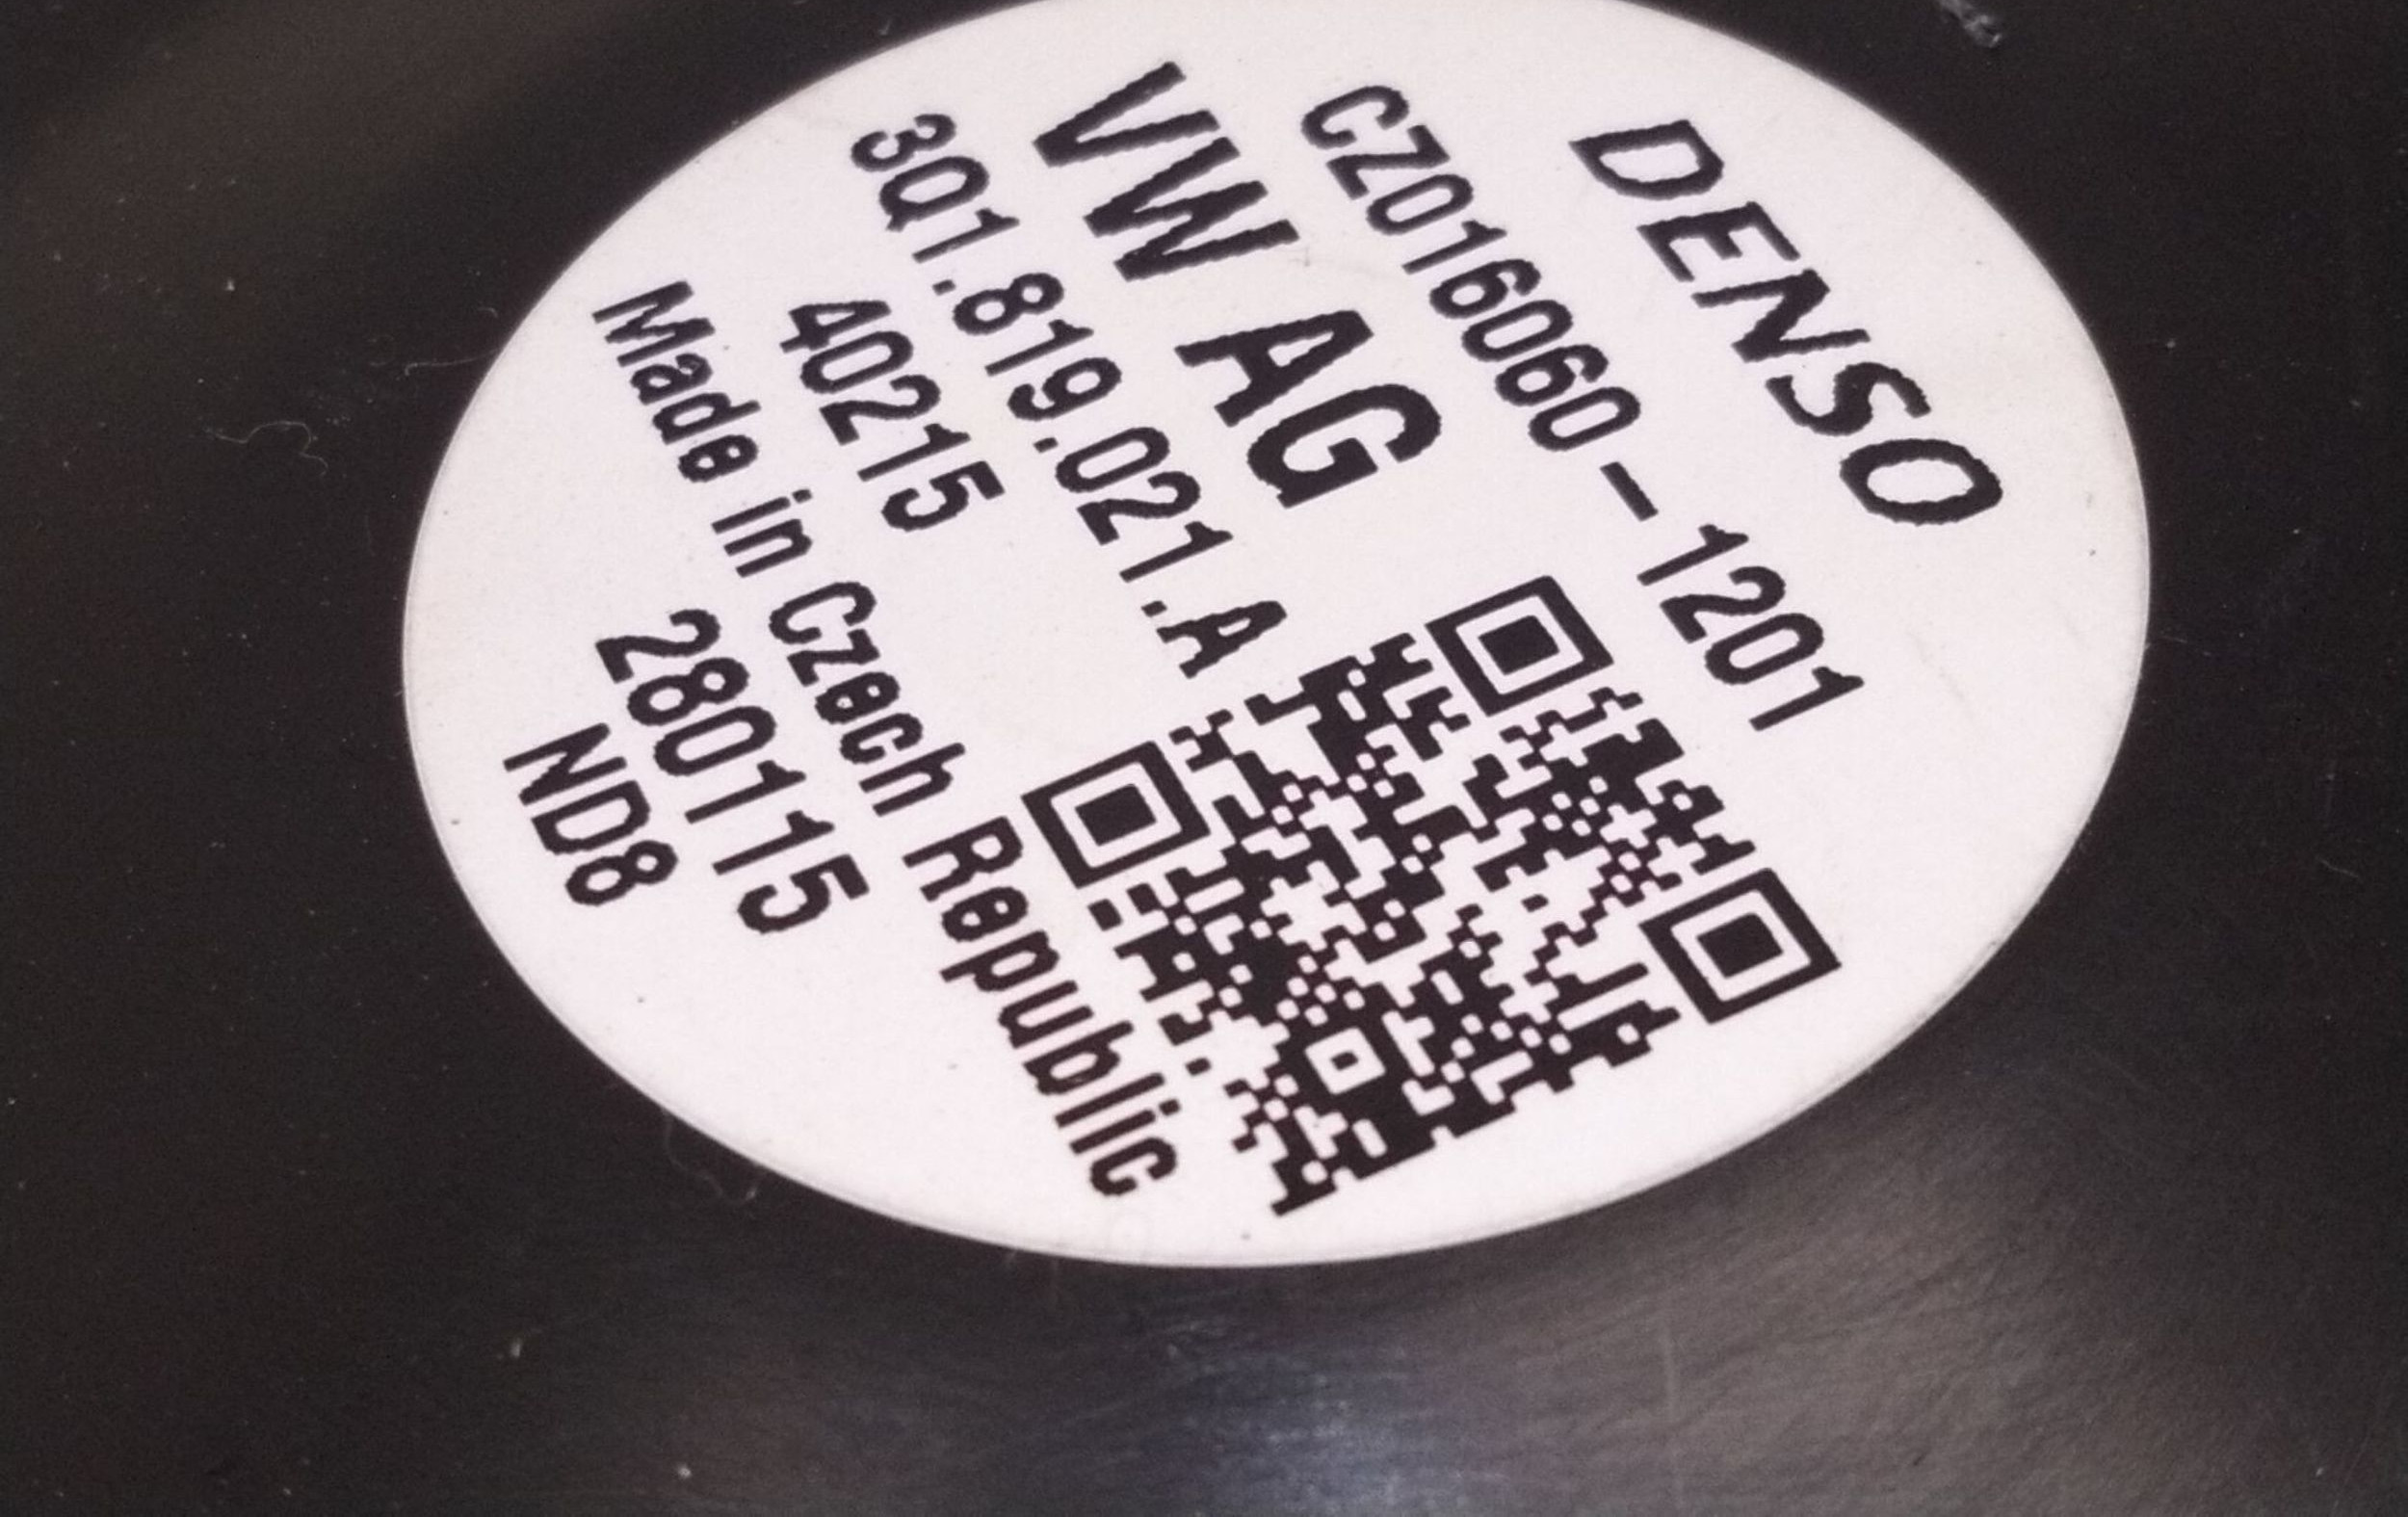 DENSO
CZ016060-1201
VW AG
3Q1.819.021.A
40215
Made in Czech Republic
280115
ND8